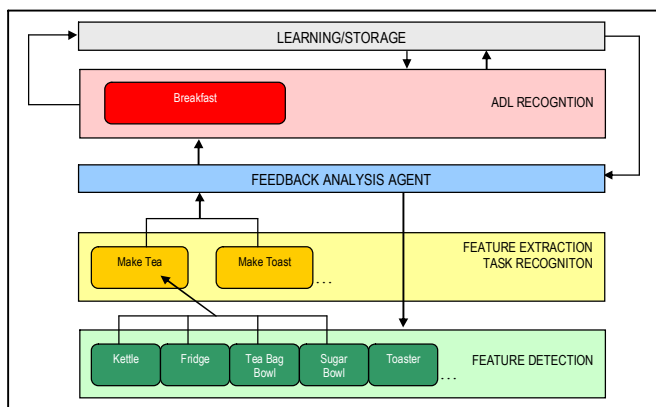 LEARNING/STORAGE
Breakfast
ADL RECOGNTION
FEEDBACK ANALYSIS AGENT
FEATURE EXTRACTION
TASK RECOGNITON
Make Tea
Make Toast
...
Kettle
Fridge
Tea Bag
Bowl
Sugar
Bowl
Toaster
...
FEATURE DETECTION